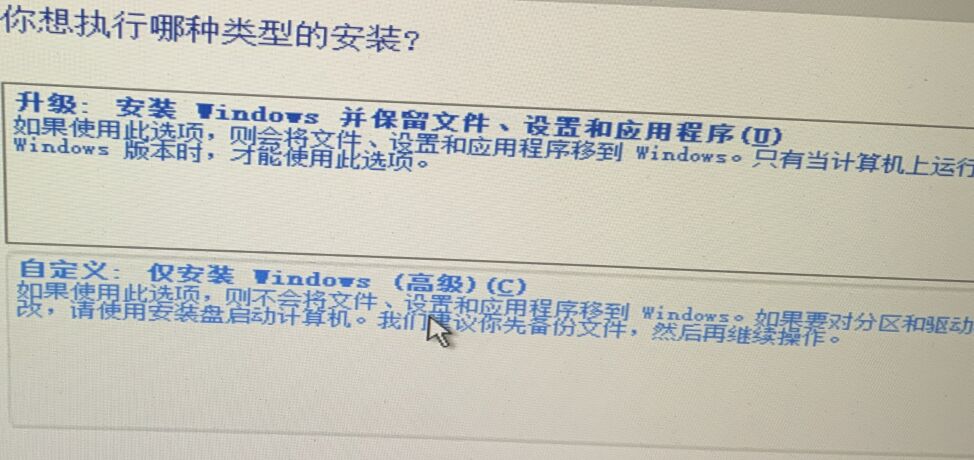 你想执行哪种类型的安装?
升级: 安装 Windows 并保留文件、设置和应用程序(U)
如果使用此选项，则会将文件、设置和应用程序移到 Windows。只有当计算机上运行
Windows 版本时，才能使用此选项。
自定义: 仅安装 Windows (高级)(C)
如果使用此选项，则不会将文件、设置和应用程序移到 Windows。如果要对分区和驱动
改，请使用安装盘启动计算机。我们建议你先备份文件，然后再继续操作。